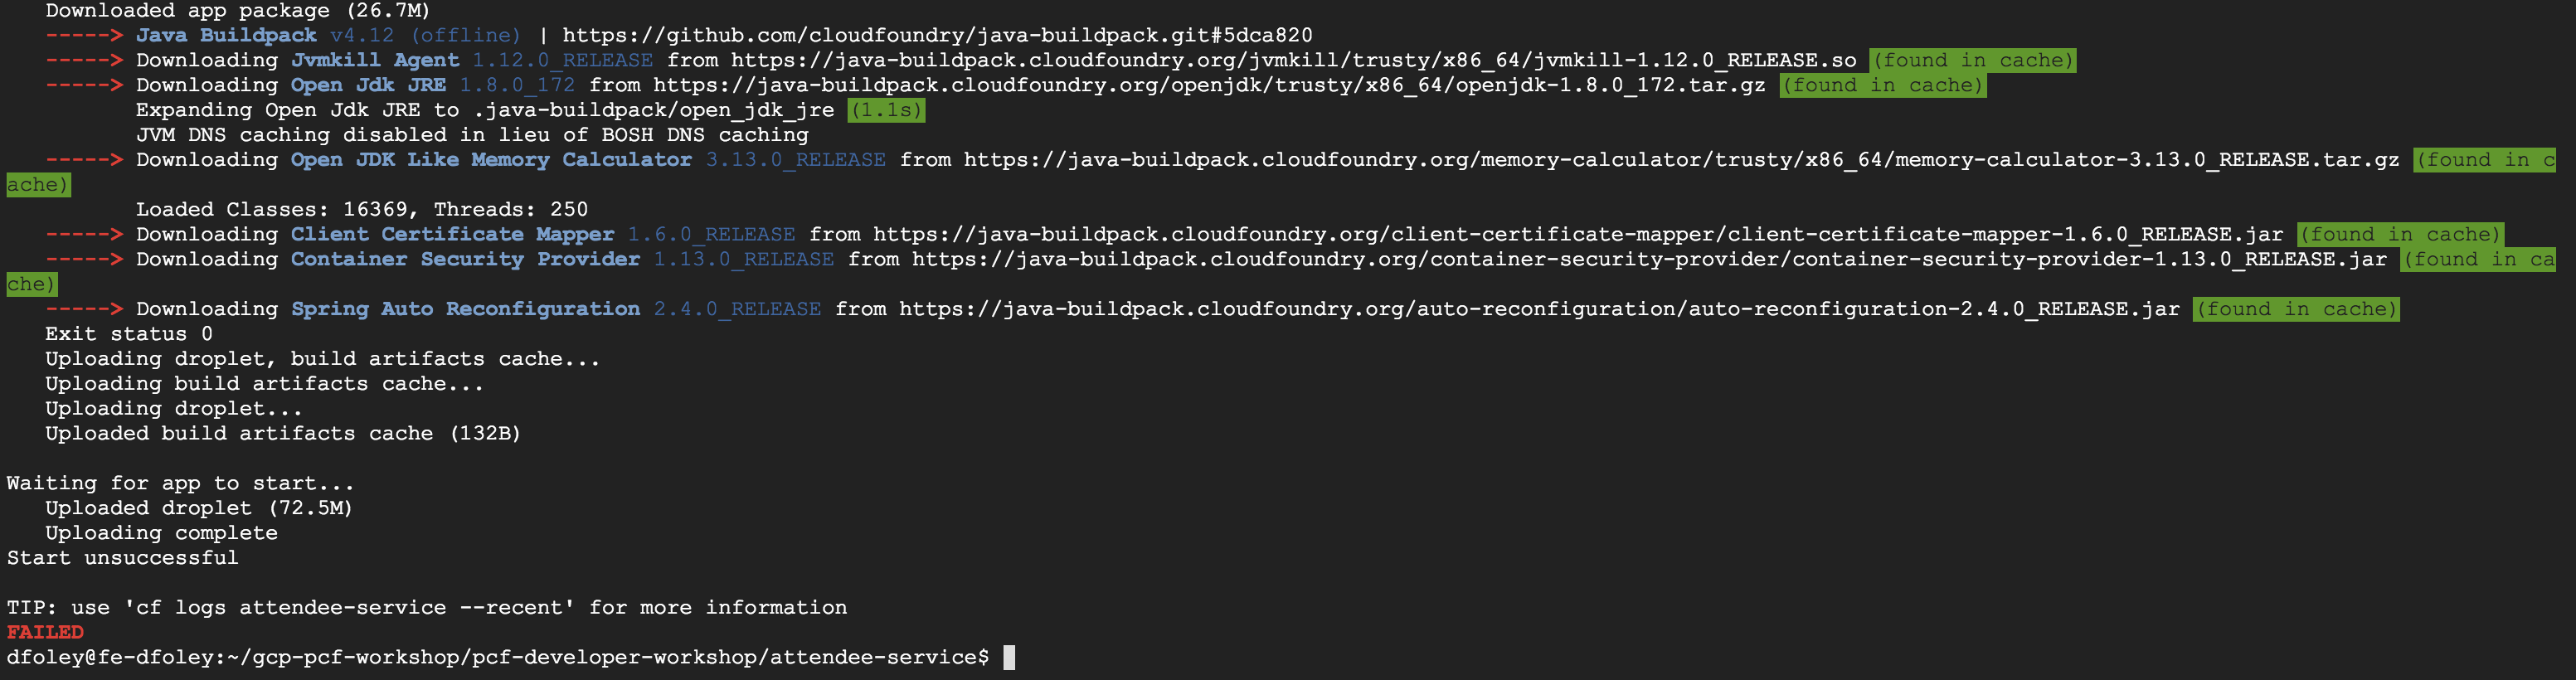 Downloaded app package (26.7M)
-----> Java Buildpack v4.12 (offline) | https://github.com/cloudfoundry/java-buildpack.git#5dca820
-----> Downloading Jvmkill Agent 1.12.0_RELEASE from https://java-buildpack.cloudfoundry.org/jvmkill/trusty/x86_64/jvmkill-1.12.0_RELEASE.so (found in cache)
-----> Downloading Open Jdk JRE 1.8.0_172 from https://java-buildpack.cloudfoundry.org/openjdk/trusty/x86_64/openjdk-1.8.0_172.tar.gz (found in cache)
Expanding Open Jdk JRE to .java-buildpack/open_jdk_jre (1.1s)
JVM DNS caching disabled in lieu of BOSH DNS caching
-----> Downloading Open JDK Like Memory Calculator 3.13.0_RELEASE from https://java-buildpack.cloudfoundry.org/memory-calculator/trusty/x86_64/memory-calculator-3.13.0_RELEASE.tar.gz (found in c
ache)
Loaded Classes: 16369, Threads: 250
-----> Downloading Client Certificate Mapper 1.6.0_RELEASE from https://java-buildpack.cloudfoundry.org/client-certificate-mapper/client-certificate-mapper-1.6.0_RELEASE.jar (found in cache)
-----> Downloading Container Security Provider 1.13.0_RELEASE from https://java-buildpack.cloudfoundry.org/container-security-provider/container-security-provider-1.13.0_RELEASE.jar (found in ca
che)
-----> Downloading Spring Auto Reconfiguration 2.4.0_RELEASE from https://java-buildpack.cloudfoundry.org/auto-reconfiguration/auto-reconfiguration-2.4.0_RELEASE.jar (found in cache)
Exit status 0
Uploading droplet, build artifacts cache...
Uploading build artifacts cache...
Uploading droplet...
Uploaded build artifacts cache (132B)
Waiting for app to start...
Uploaded droplet (72.5M)
Uploading complete
Start unsuccessful
TIP: use 'cf logs attendee-service --recent' for more information
FAILED
dfoley@fe-dfoley:~/gcp-pcf-workshop/pcf-developer-workshop/attendee-service$